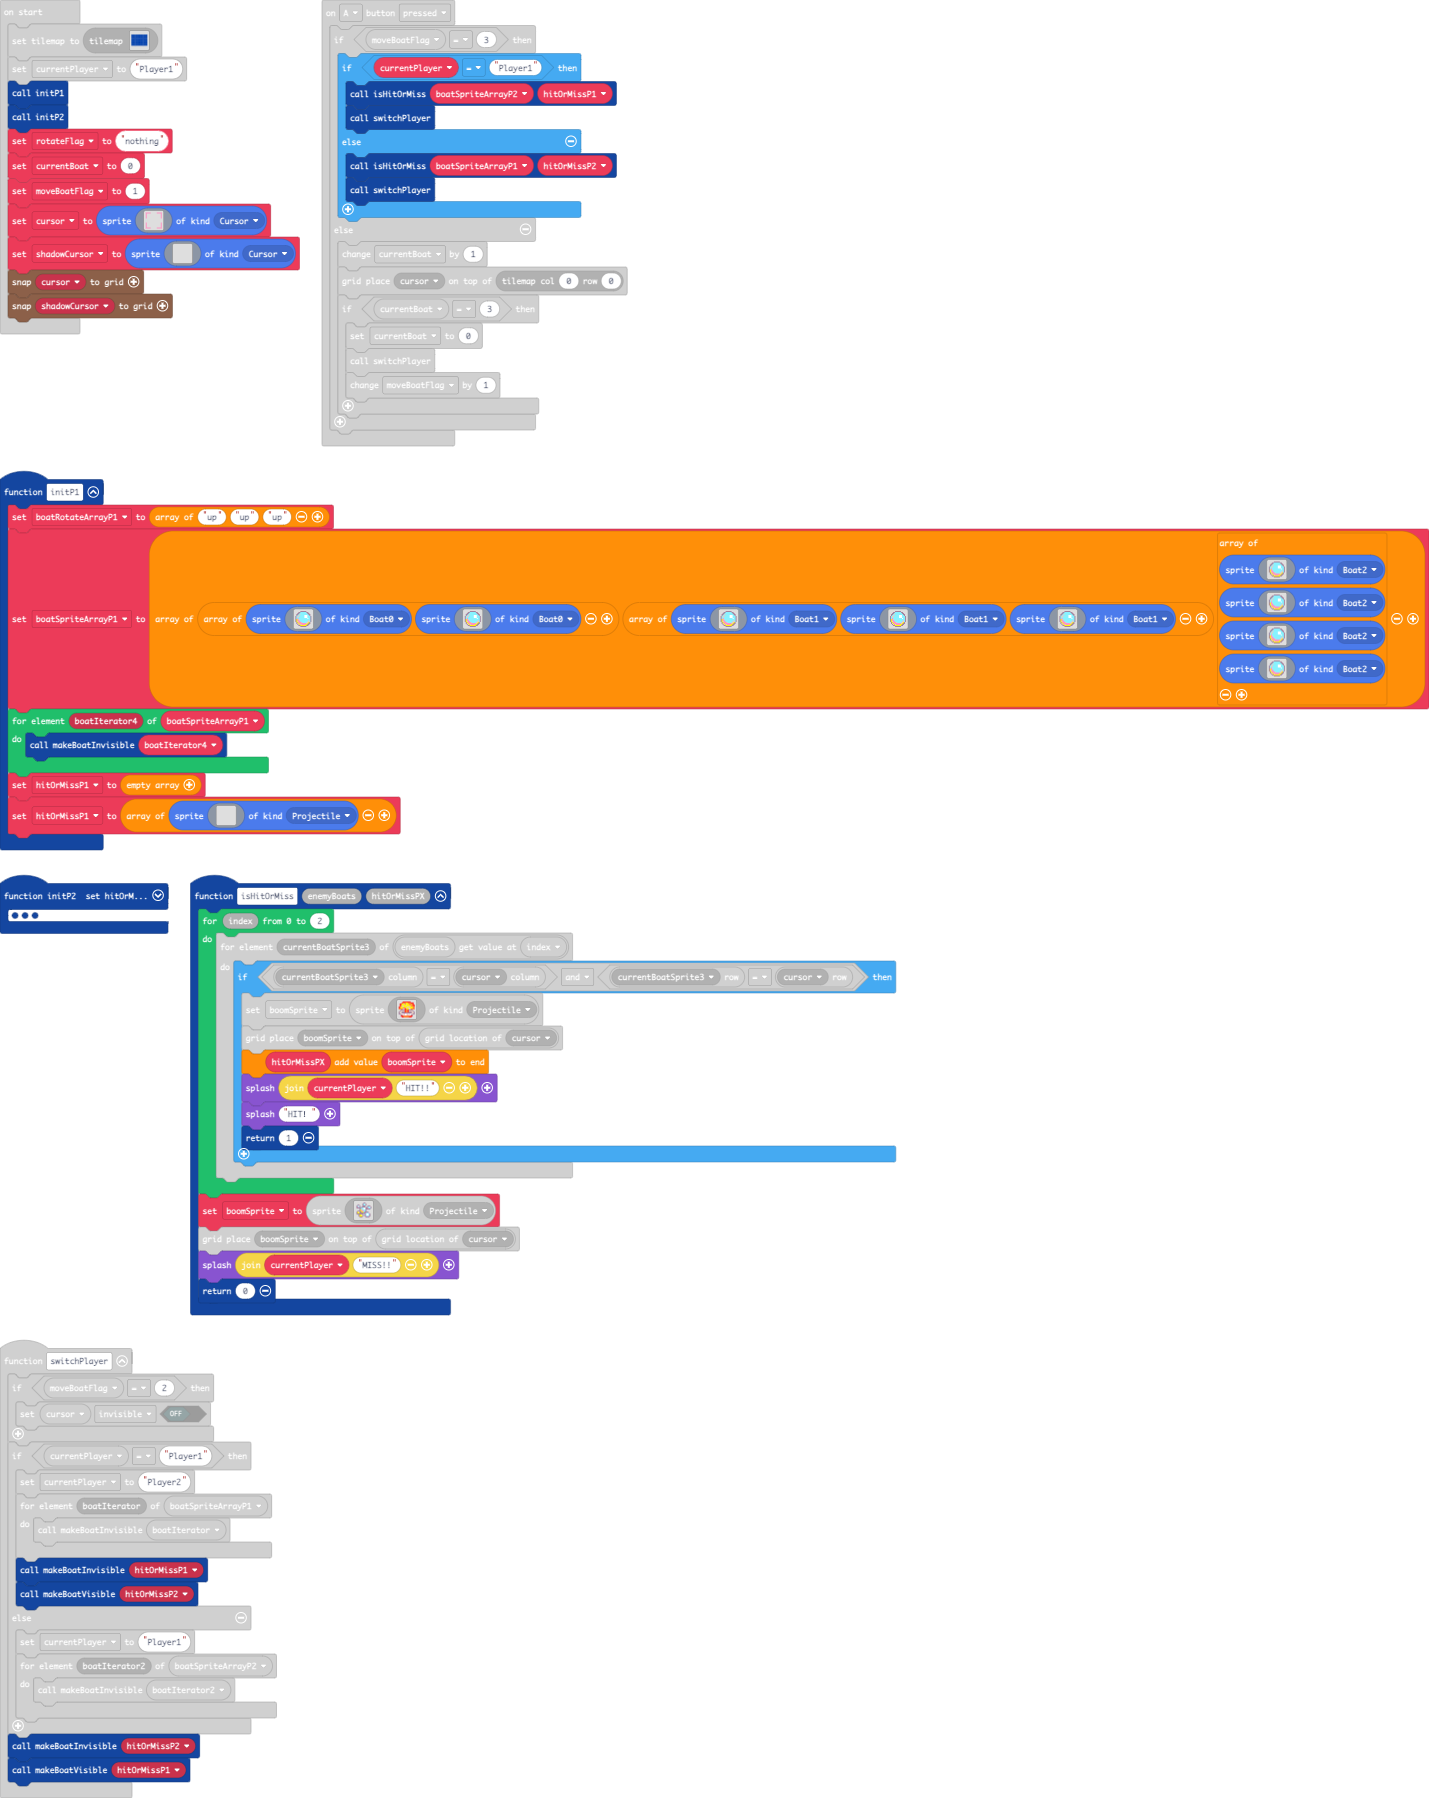 on start
set tilemap to tilemap
set currentPlayer to "Player1"
call initP1
call initP2
set rotateFlag to "nothing"
set currentBoat to 0
set moveBoatFlag to 1
set cursor to sprite of kind Cursor
set shadowCursor to sprite of kind Cursor
snap cursor to grid
snap shadowCursor to grid
on A button pressed
if moveBoatFlag = 3 then
if currentPlayer = "Player1" then
call isHitOrMiss boatSpriteArrayP2 hitOrMissP1
call switchPlayer
else
call isHitOrMiss boatSpriteArrayP1 hitOrMissP2
call switchPlayer
else
change currentBoat by 1
grid place cursor on top of tilemap col 0 row 0
if currentBoat = 3 then
set currentBoat to 0
call switchPlayer
change moveBoatFlag by 1
function initP1
set boatRotateArrayP1 to array of "up" "up" "up"
set boatSpriteArrayP1 to array of array of sprite of kind Boat0 sprite of kind Boat0 array of sprite of kind Boat1 sprite of kind Boat1 sprite of kind Boat1
array of
sprite of kind Boat2
sprite of kind Boat2
sprite of kind Boat2
sprite of kind Boat2
for element boatIterator4 of boatSpriteArrayP1
do call makeBoatInvisible boatIterator4
set hitOrMissP1 to empty array
set hitOrMissP1 to array of sprite of kind Projectile
function initP2 set hitOrM...
function isHitOrMiss enemyBoats hitOrMissPX
for index from 0 to 2
do for element currentBoatSprite3 of enemyBoats get value at index
do if currentBoatSprite3 column = cursor column and currentBoatSprite3 row = cursor row then
set boomSprite to sprite of kind Projectile
grid place boomSprite on top of grid location of cursor
hitOrMissPX add value boomSprite to end
splash join currentPlayer "HIT!!"
splash "HIT! "
return 1
set boomSprite to sprite of kind Projectile
grid place boomSprite on top of grid location of cursor
splash join currentPlayer "MISS!!"
return 0
function switchPlayer
if moveBoatFlag = 2 then
set cursor invisible OFF
if currentPlayer = "Player1" then
set currentPlayer to "Player2"
for element boatIterator of boatSpriteArrayP1
do call makeBoatInvisible boatIterator
call makeBoatInvisible hitOrMissP1
call makeBoatVisible hitOrMissP2
else
set currentPlayer to "Player1"
for element boatIterator2 of boatSpriteArrayP2
do call makeBoatInvisible boatIterator2
call makeBoatInvisible hitOrMissP2
call makeBoatVisible hitOrMissP1